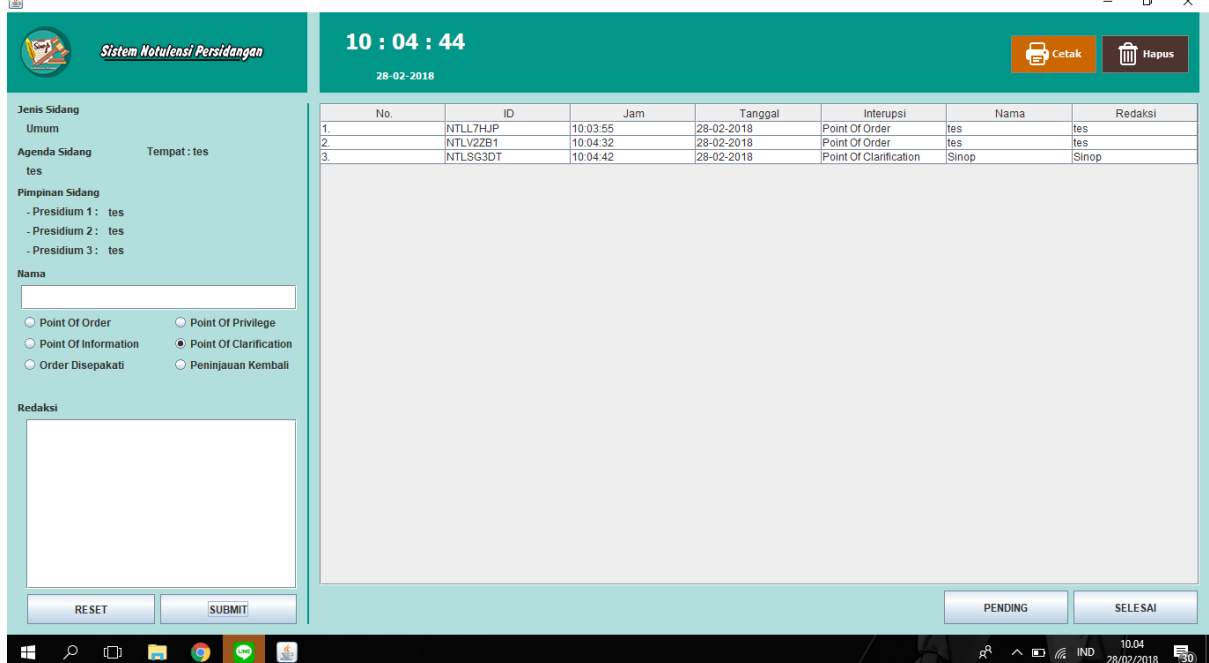 Sinop
Sistem Notulensi Persidangan
10 : 04 : 44
28-02-2018
Cetak
Hapus
Jenis Sidang
Umum
Agenda Sidang Tempat : tes
tes
Pimpinan Sidang
- Presidium 1 : tes
- Presidium 2 : tes
- Presidium 3 : tes
Nama
Point Of Order Point Of Privilege
Point Of Information Point Of Clarification
Order Disepakati Peninjauan Kembali
Redaksi
RESET SUBMIT
No. ID Jam Tanggal Interupsi Nama Redaksi
1. NTLL7HJP 10:03:55 28-02-2018 Point Of Order tes tes
2. NTLV2ZB1 10:04:32 28-02-2018 Point Of Order tes tes
3. NTLSG3DT 10:04:42 28-02-2018 Point Of Clarification Sinop Sinop
PENDING SELESAI
LINE
IND
10.04
28/02/2018
30